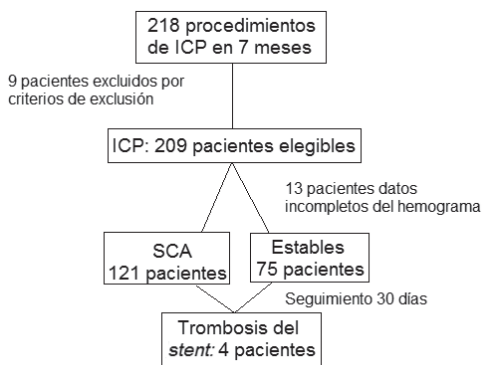 218 procedimientos
de ICP en 7 meses
9 pacientes excluidos por
criterios de exclusión
ICP: 209 pacientes elegibles
13 pacientes datos
incompletos del hemograma
SCA
121 pacientes
Estables
75 pacientes
Seguimiento 30 días
Trombosis del
stent: 4 pacientes